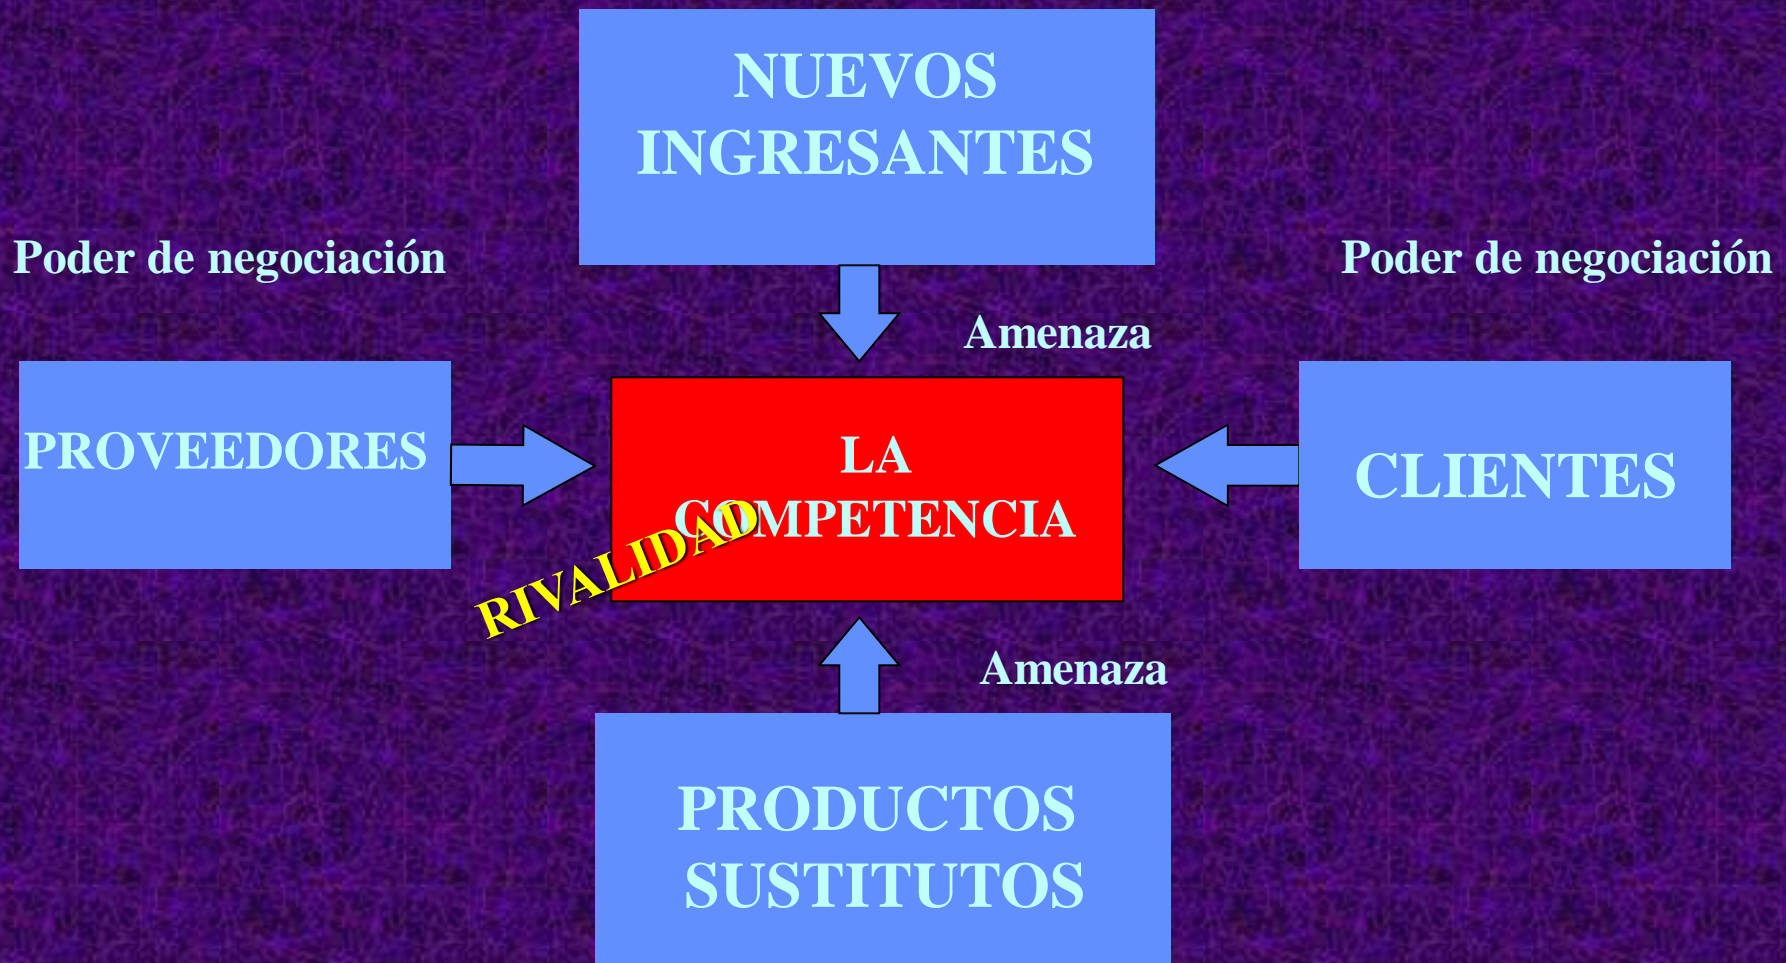 NUEVOS
INGRESANTES
Poder de negociación
Poder de negociación
Amenaza
PROVEEDORES
LA
COMPETENCIA
CLIENTES
RIVALIDAD
Amenaza
PRODUCTOS
SUSTITUTOS